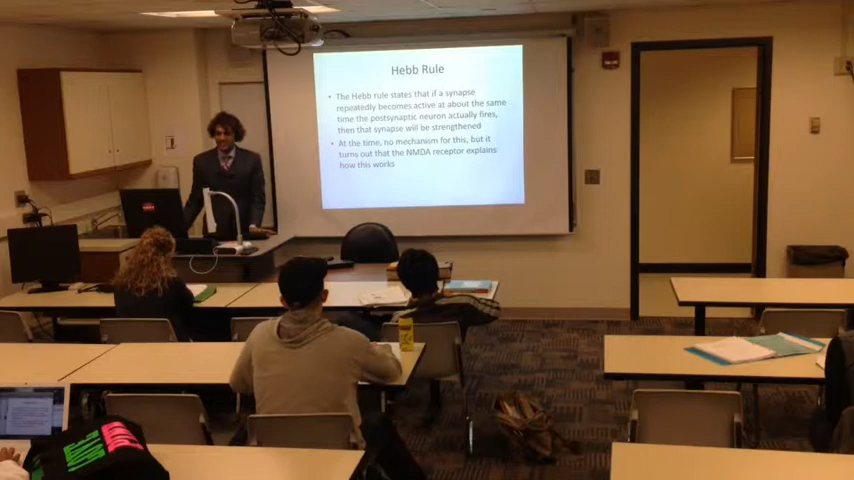 Hebb Rule
• The Hebb rule states that if a synapse
repeatedly becomes active at about the same
time the postsynaptic neuron actually fires,
then that synapse will be strengthened
• At the time, no mechanism for this, but it
turns out that the NMDA receptor explains
how this works